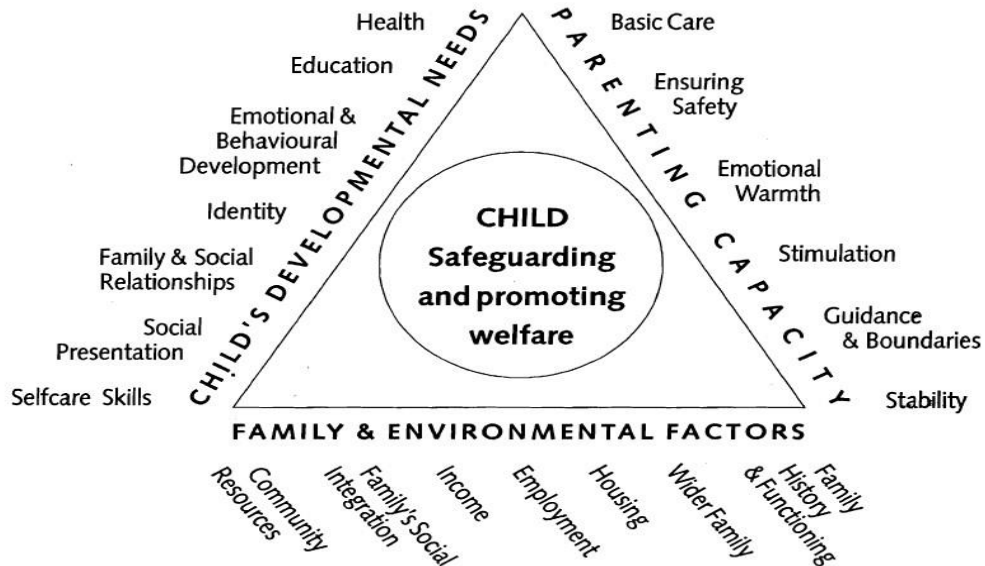 Health
Education
Emotional &
Behavioural
Development
Identity
Family & Social
Relationships
Social
Presentation
Selfcare Skills
CHILD'S DEVELOPMENTAL NEEDS
PARENTING CAPACITY
Basic Care
Ensuring
Safety
Emotional
Warmth
Stimulation
Guidance
& Boundaries
Stability
CHILD
Safeguarding
and promoting
welfare
FAMILY & ENVIRONMENTAL FACTORS
Community
Resources
Family's Social
Integration
Income
Employment
Housing
Wider Family
Family
History
& Functioning